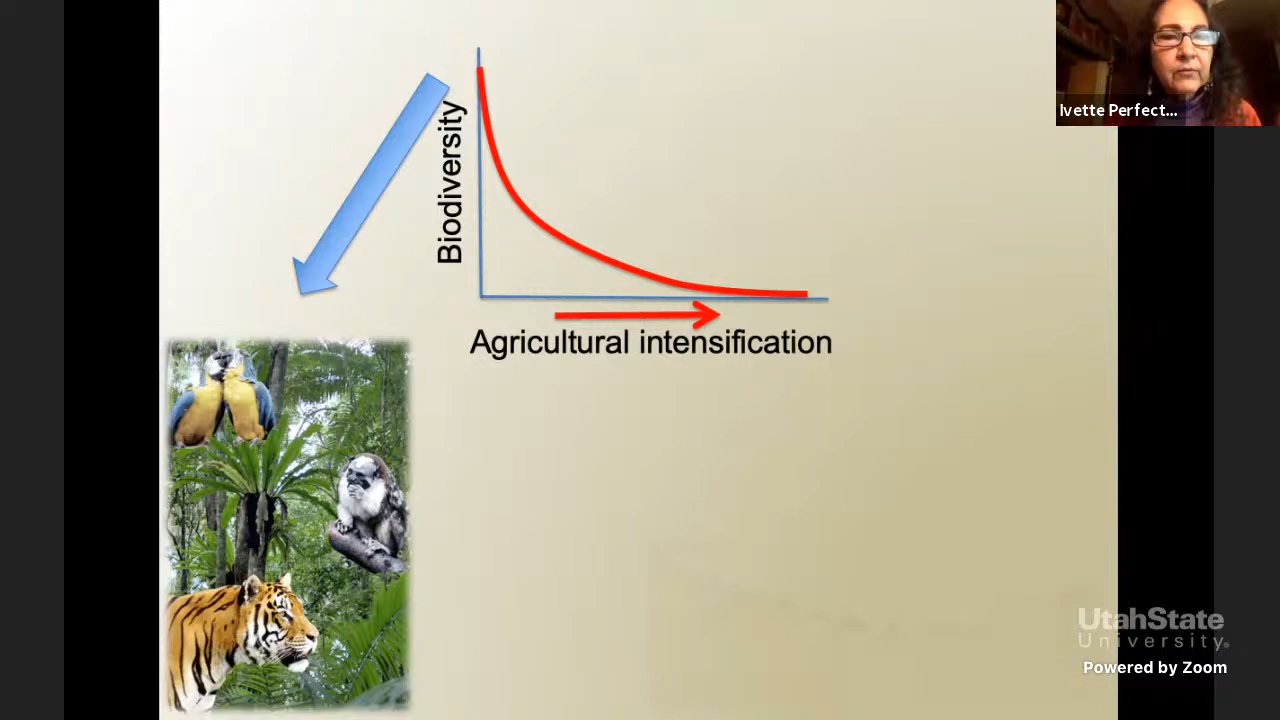 Ivette Perfect...
Biodiversity
Agricultural intensification
UtahState
University®
Powered by Zoom